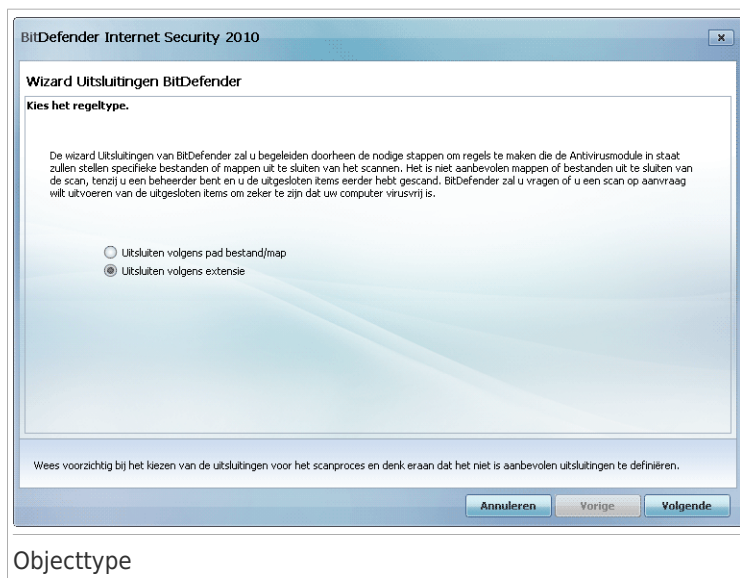 BitDefender Internet Security 2010
Wizard Uitsluitingen BitDefender
Kies het regeltype.
De wizard Uitsluitingen van BitDefender zal u begeleiden doorheen de nodige stappen om regels te maken die de Antivirusmodule in staat
zullen stellen specifieke bestanden of mappen uit te sluiten van het scannen. Het is niet aanbevolen mappen of bestanden uit te sluiten van
de scan, tenzij u een beheerder bent en u de uitgesloten items eerder hebt gescand. BitDefender zal u vragen of u een scan op aanvraag
wilt uitvoeren van de uitgesloten items om zeker te zijn dat uw computer virusvrij is.
Uitsluiten volgens pad bestand/map
Uitsluiten volgens extensie
Wees voorzichtig bij het kiezen van de uitsluitingen voor het scanproces en denk eraan dat het niet is aanbevolen uitsluitingen te definiëren.
Annuleren Vorige Volgende
Objecttype